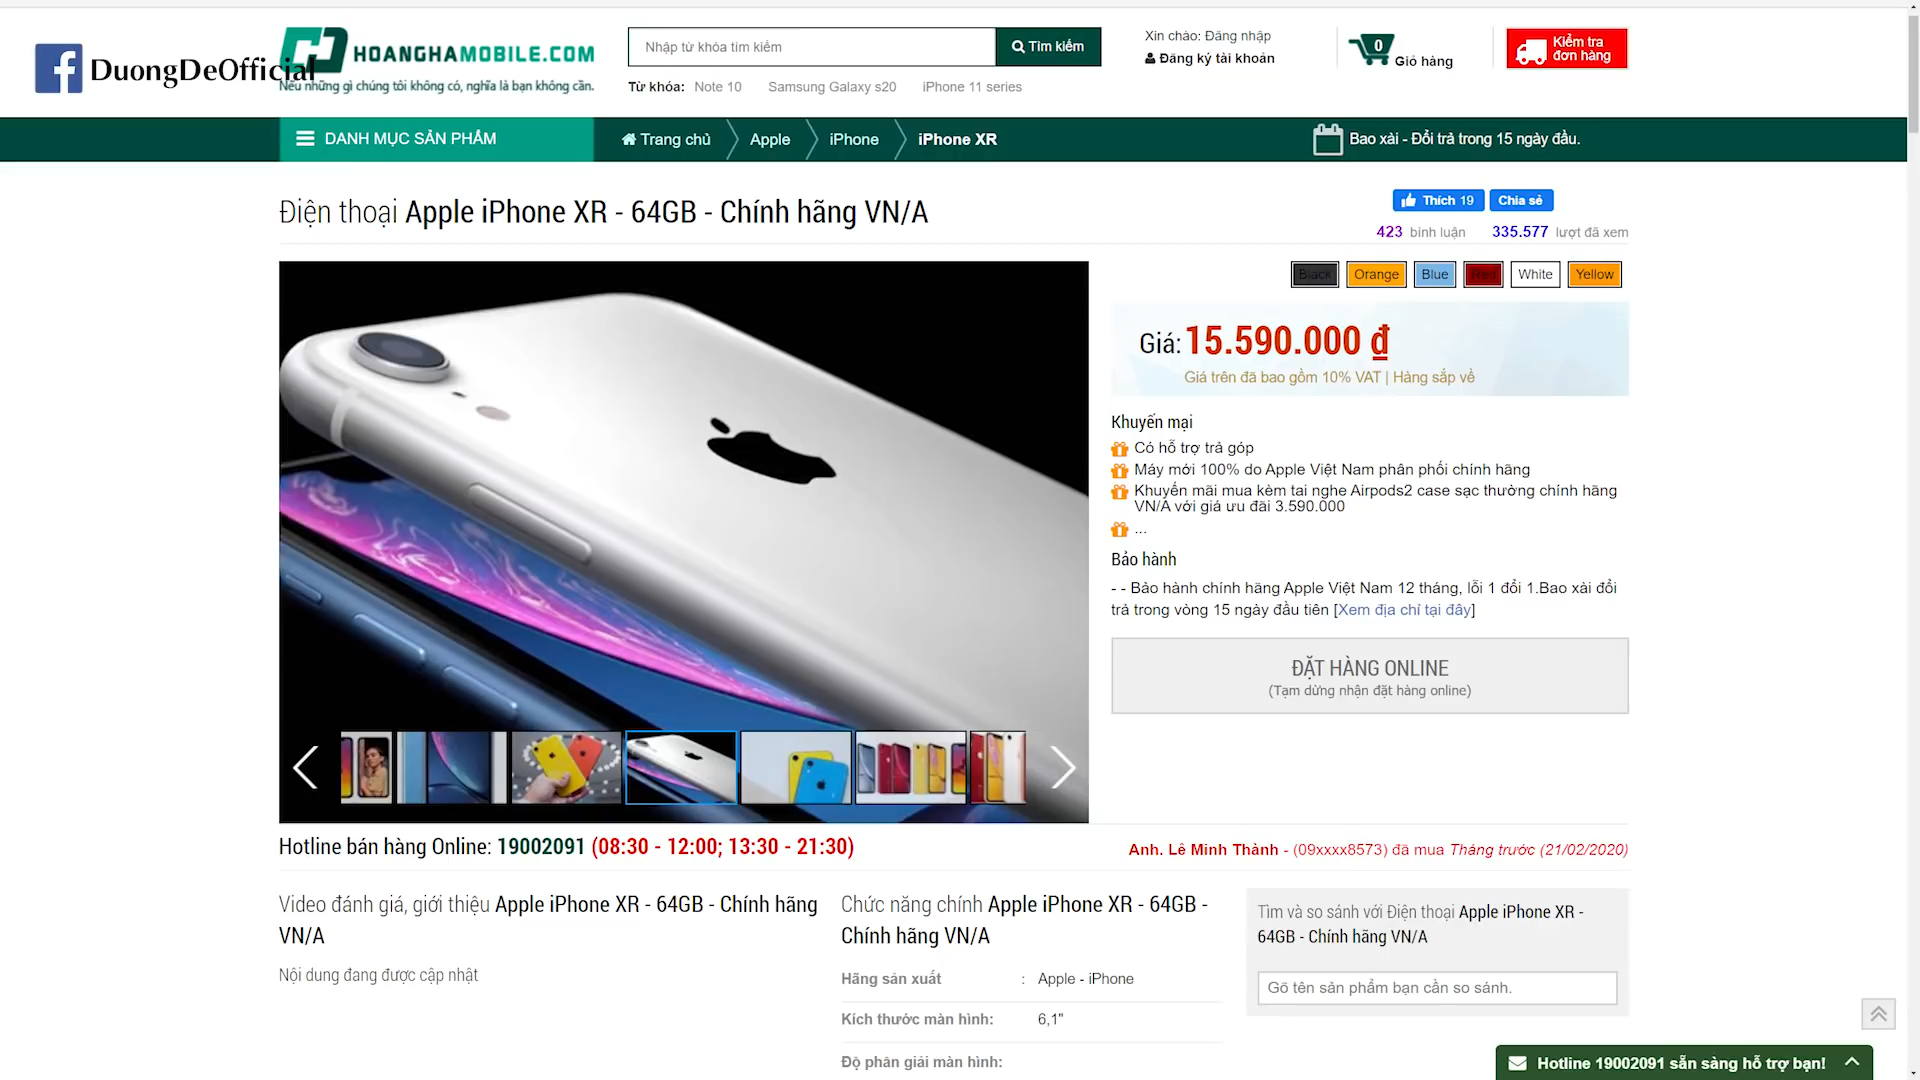 DuongDeOfficial
HOANGHAMOBILE.COM
Nếu những gì chúng tôi không có, nghĩa là bạn không cần.
Nhập từ khóa tìm kiếm
Tìm kiếm
Từ khóa: Note 10 Samsung Galaxy s20 iPhone 11 series
Xin chào: Đăng nhập
Đăng ký tài khoản
0
Giỏ hàng
Kiểm tra
đơn hàng
DANH MỤC SẢN PHẨM
Trang chủ Apple iPhone iPhone XR
Bao xài - Đổi trả trong 15 ngày đầu.
Điện thoại Apple iPhone XR - 64GB - Chính hãng VN/A
Thích 19 Chia sẻ
423 bình luận 335.577 lượt đã xem
Black Orange Blue Red White Yellow
Giá: 15.590.000 ₫
Giá trên đã bao gồm 10% VAT | Hàng sắp về
Khuyến mại
Có hỗ trợ trả góp
Máy mới 100% do Apple Việt Nam phân phối chính hãng
Khuyến mãi mua kèm tai nghe Airpods2 case sạc thường chính hãng
VN/A với giá ưu đãi 3.590.000
...
Bảo hành
- - Bảo hành chính hãng Apple Việt Nam 12 tháng, lỗi 1 đổi 1.Bao xài đổi
trả trong vòng 15 ngày đầu tiên [Xem địa chỉ tại đây]
ĐẶT HÀNG ONLINE
(Tạm dừng nhận đặt hàng online)
Hotline bán hàng Online: 19002091 (08:30 - 12:00; 13:30 - 21:30)
Anh. Lê Minh Thành - (09xxxx8573) đã mua Tháng trước (21/02/2020)
Video đánh giá, giới thiệu Apple iPhone XR - 64GB - Chính hãng
VN/A
Nội dung đang được cập nhật
Chức năng chính Apple iPhone XR - 64GB -
Chính hãng VN/A
Hãng sản xuất : Apple - iPhone
Kích thước màn hình: 6,1"
Độ phân giải màn hình:
Tìm và so sánh với Điện thoại Apple iPhone XR -
64GB - Chính hãng VN/A
Gõ tên sản phẩm bạn cần so sánh.
Hotline 19002091 sẵn sàng hỗ trợ bạn!